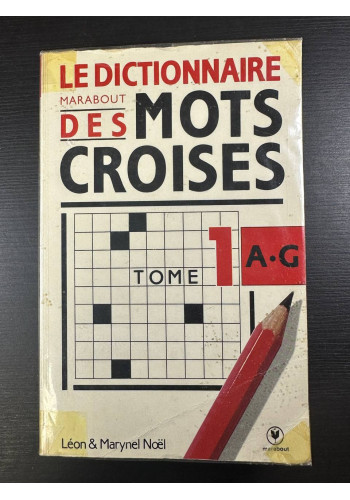 LE DICTIONNAIRE
MARABOUT
DES MOTS
CROISES
TOME 1 A•G
Léon & Marynel Noël
marabout